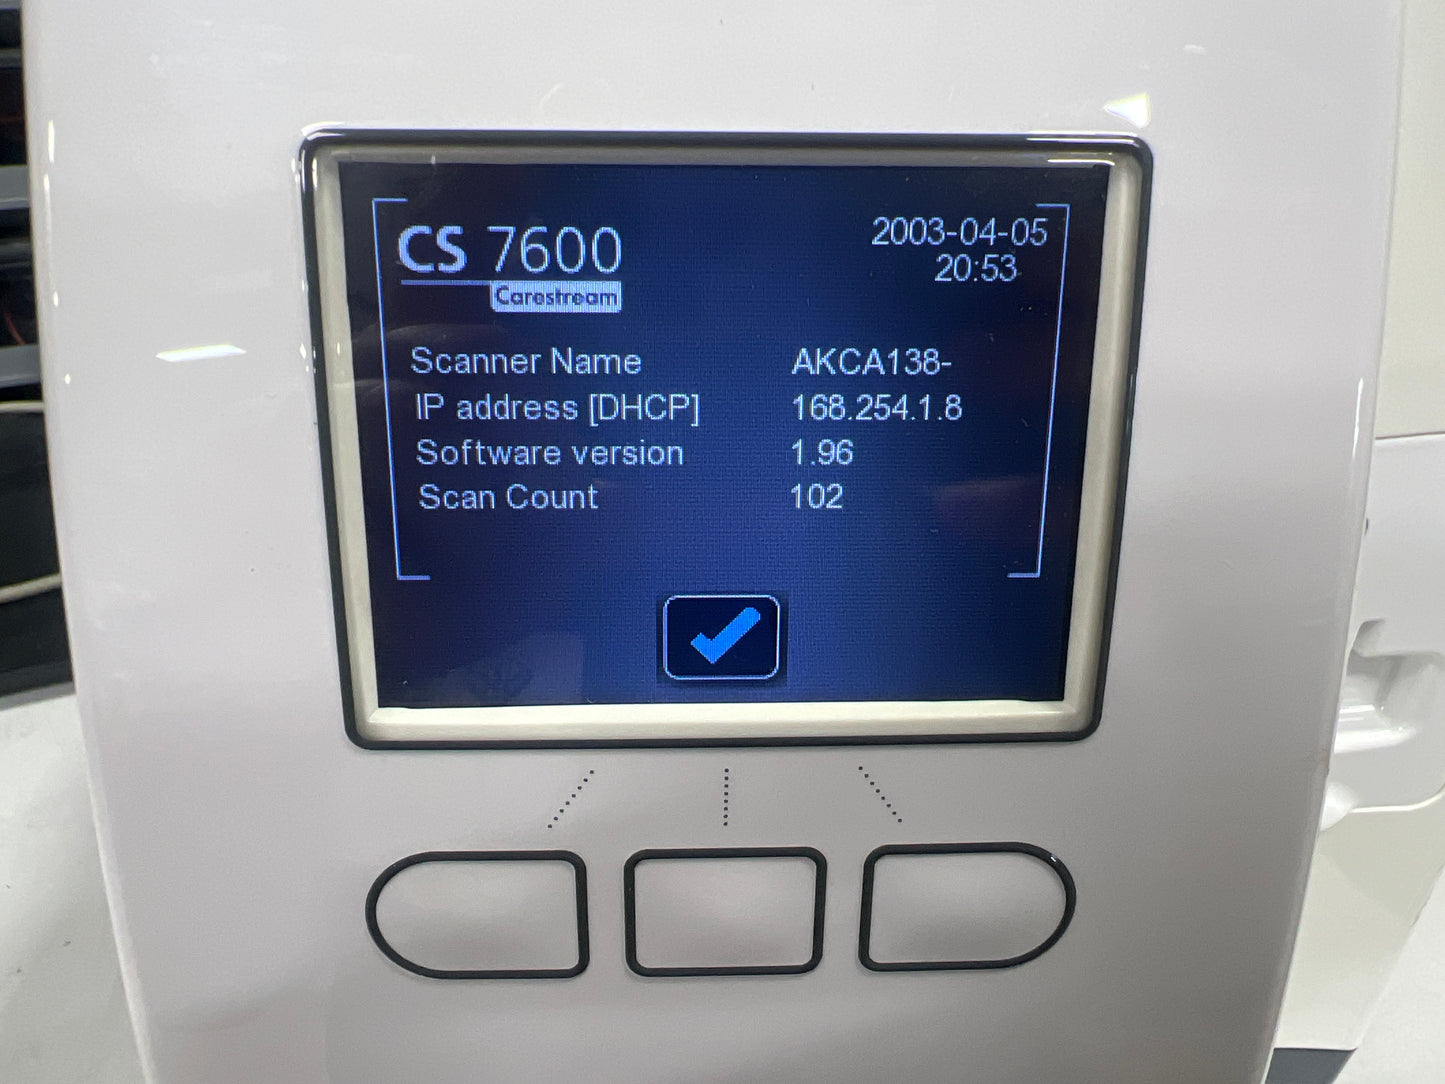 CS 7600
Carestream
2003-04-05
20:53
Scanner Name AKCA138-
IP address [DHCP] 168.254.1.8
Software version 1.96
Scan Count 102